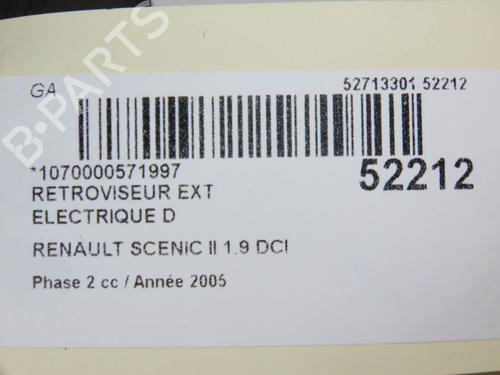 GA 52713301 52212
*1070000571997 52212
RETROVISEUR EXT
ELECTRIQUE D
RENAULT SCENIC II 1.9 DCI
Phase 2 cc / Année 2005
B-PARTS